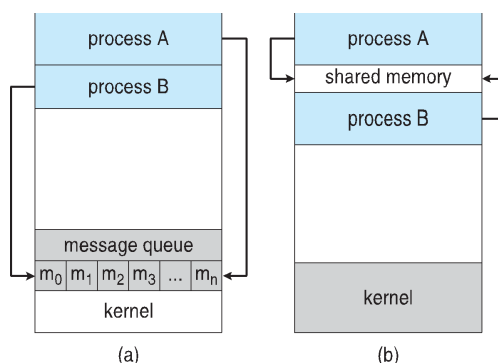 process A
process B
message queue
m0 m1 m2 m3 ... mn
kernel
(a)
process A
shared memory
process B
kernel
(b)